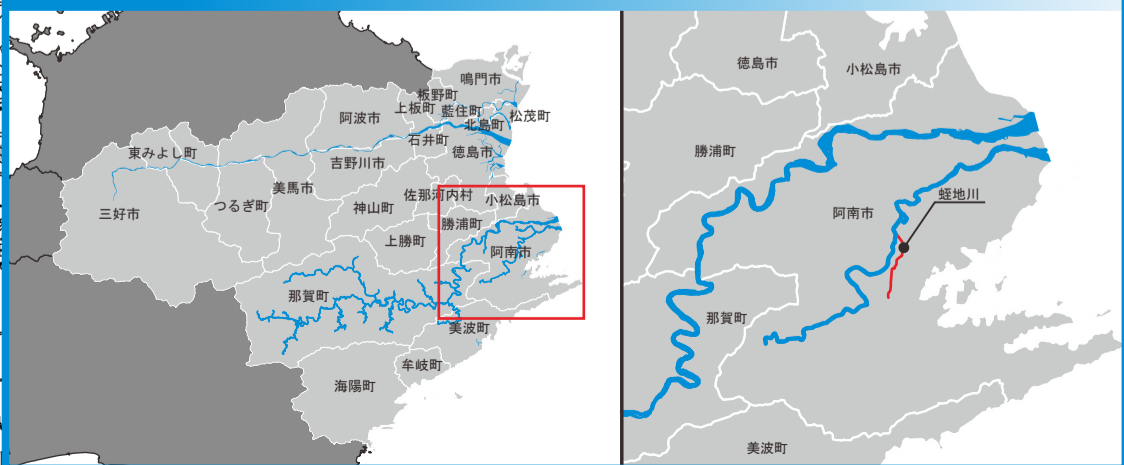 鳴門市
板野町
上板町
藍住町
松茂町
北島町
阿波市
石井町
徳島市
東みよし町
吉野川市
美馬市
佐那河内村
小松島市
つるぎ町
神山町
三好市
勝浦町
上勝町
阿南市
那賀町
美波町
牟岐町
海陽町
徳島市
小松島市
勝浦町
蛭地川
阿南市
那賀町
美波町